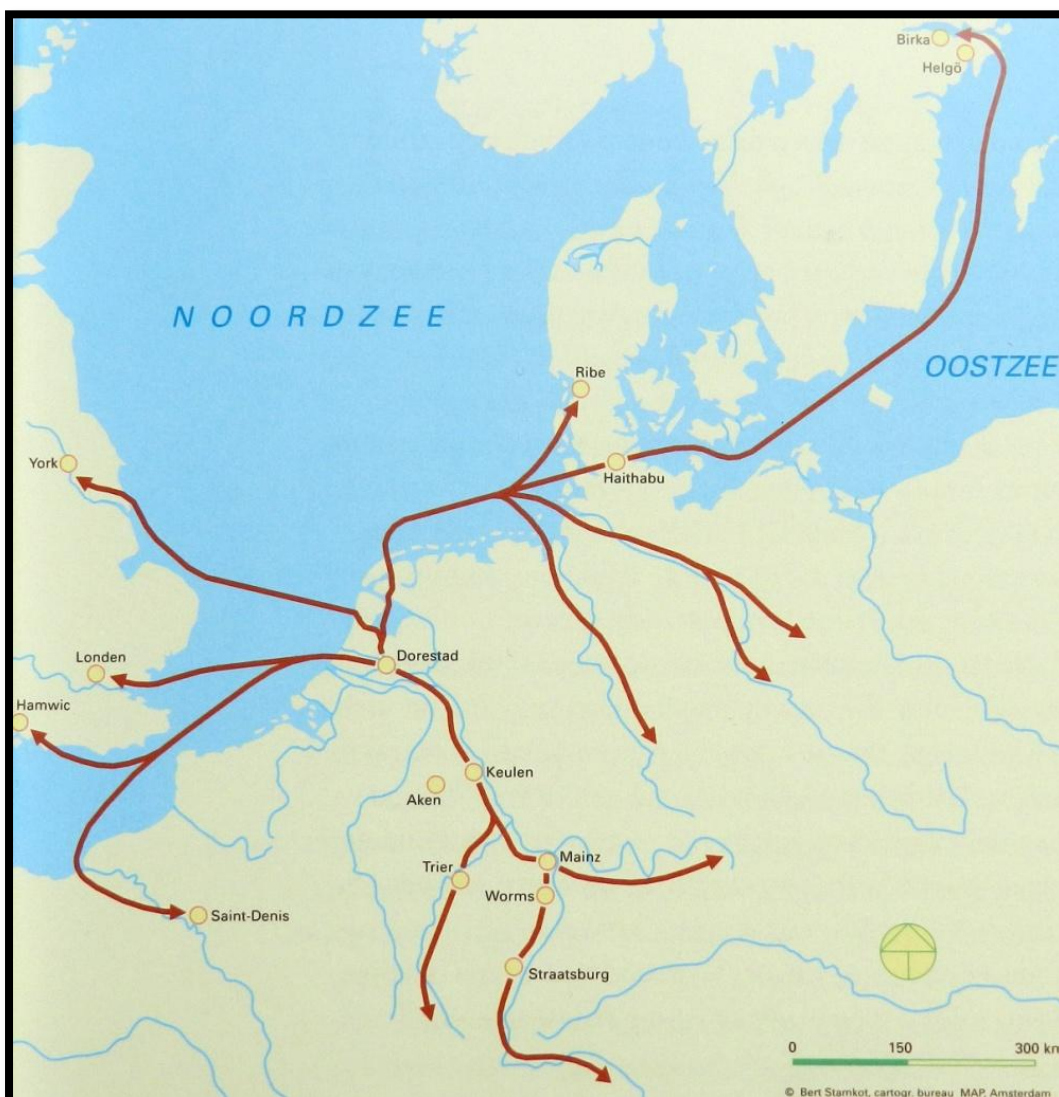 Birka
Helgö
NOORDZEE
OOSTZEE
Ribe
York
Haithabu
Londen
Dorestad
Hamwic
Keulen
Aken
Mainz
Trier
Worms
Saint-Denis
Straatsburg
0 150 300 km
© Bert Stamkot, cartogr. bureau MAP, Amsterdam